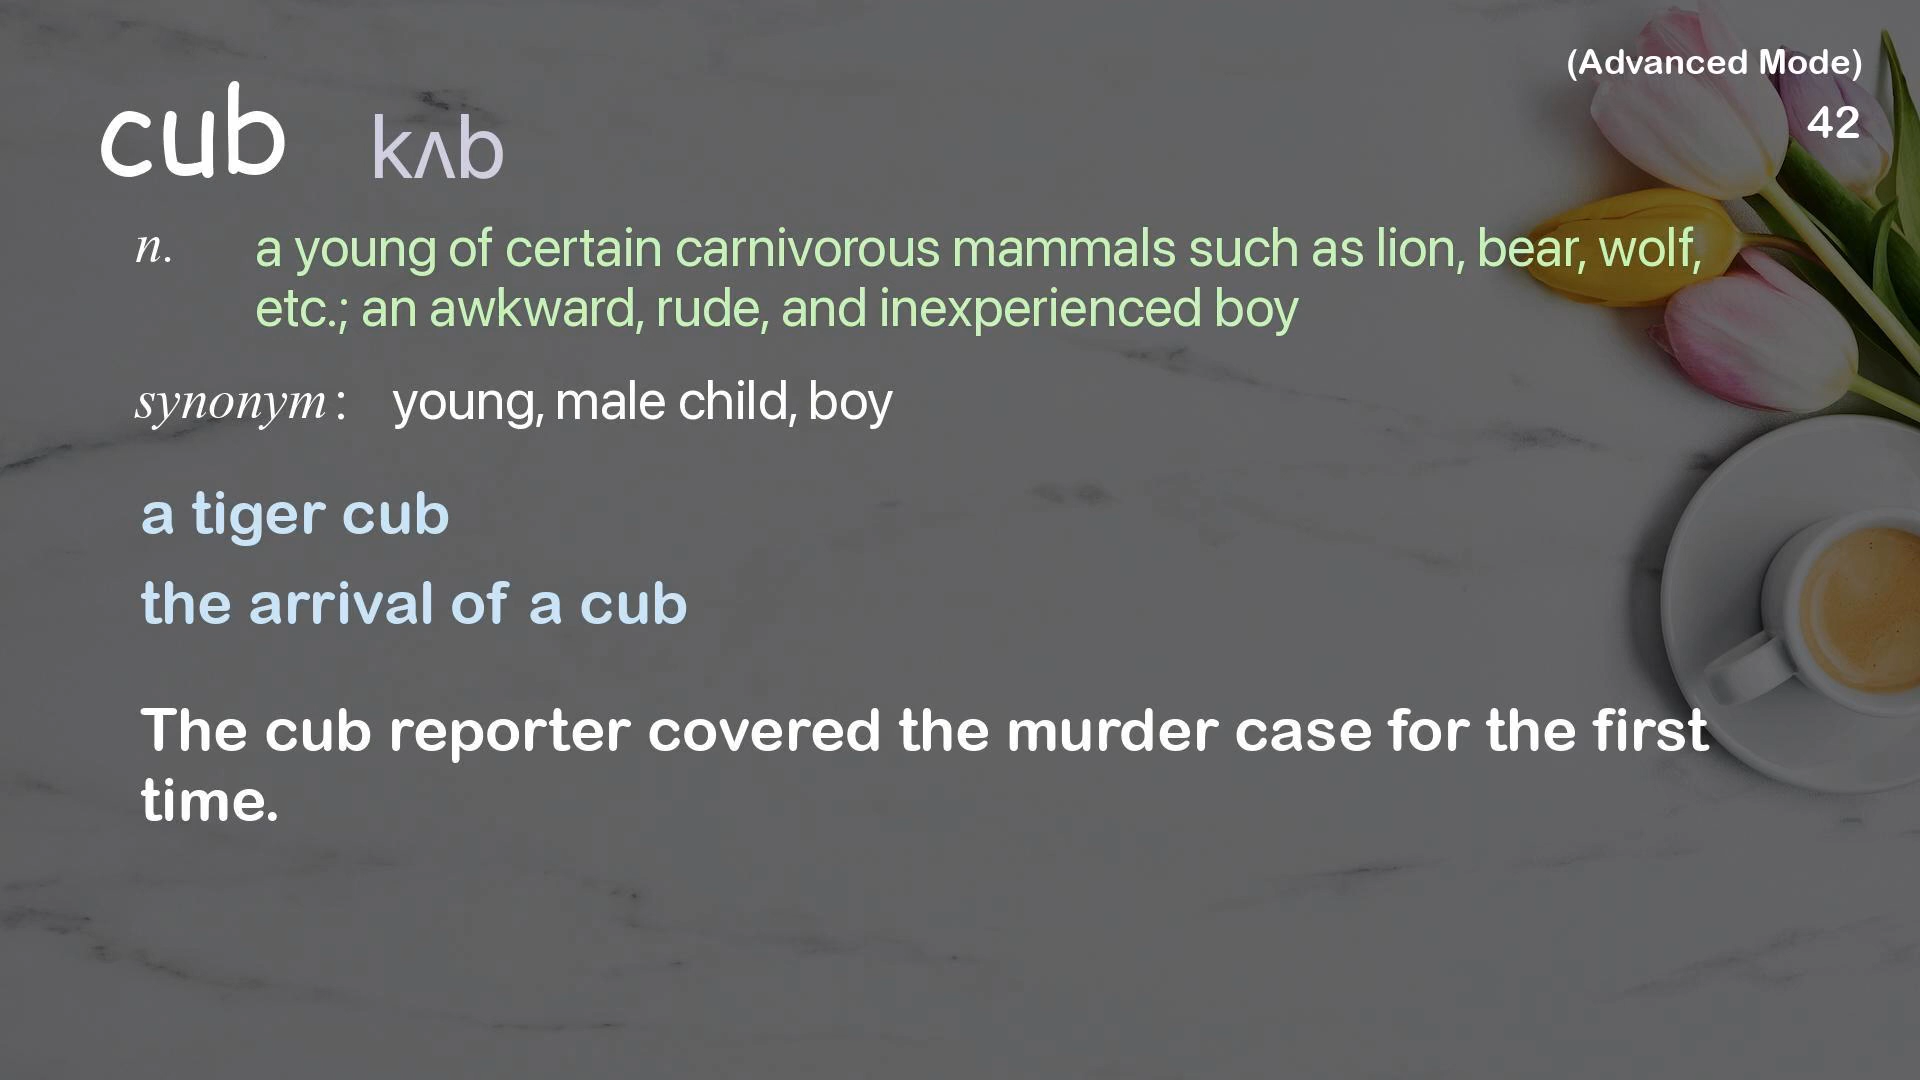 (Advanced Mode)
42
cub kʌb
n. a young of certain carnivorous mammals such as lion, bear, wolf,
etc.; an awkward, rude, and inexperienced boy
synonym: young, male child, boy
a tiger cub
the arrival of a cub
The cub reporter covered the murder case for the first
time.